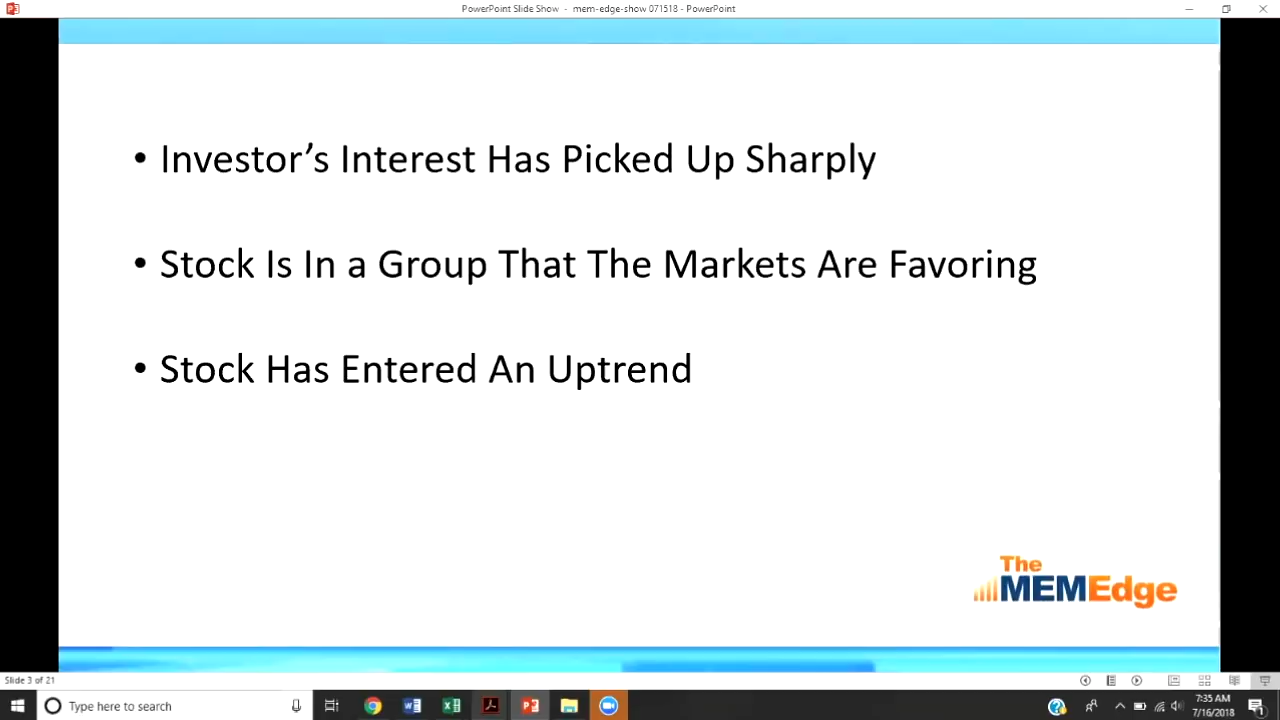 PowerPoint Slide Show - mem-edge-show 071518 - PowerPoint
• Investor’s Interest Has Picked Up Sharply
• Stock Is In a Group That The Markets Are Favoring
• Stock Has Entered An Uptrend
The
MEMEdge
Slide 3 of 21
Type here to search
7:35 AM
7/16/2018